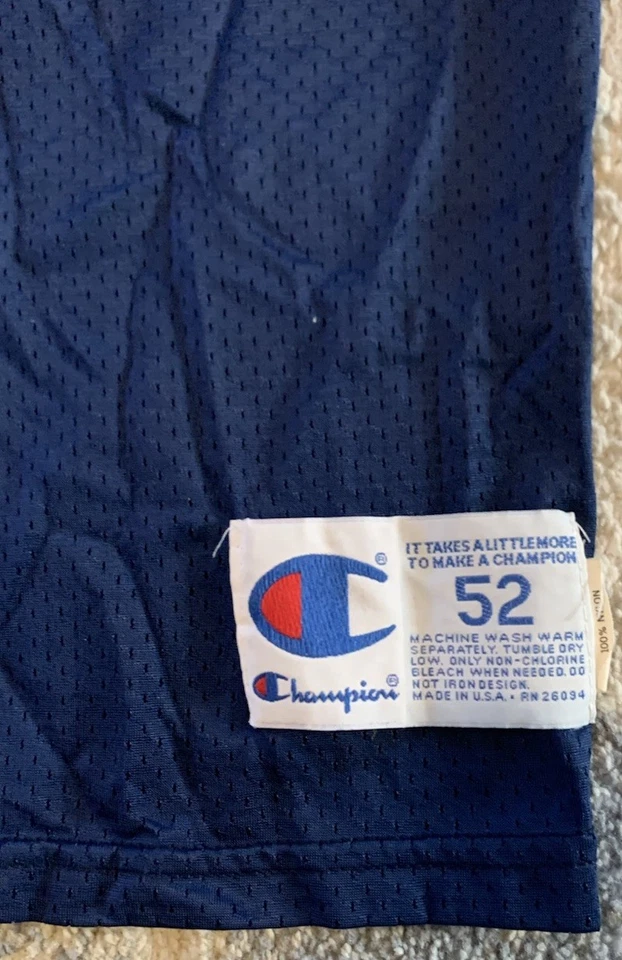 IT TAKES A LITTLE MORE
TO MAKE A CHAMPION
52
MACHINE WASH WARM
SEPARATELY. TUMBLE DRY
LOW. ONLY NON-CHLORINE
BLEACH WHEN NEEDED. DO
NOT IRON DESIGN.
MADE IN U.S.A. • RN 26094
®
Champion®
100% NYLON